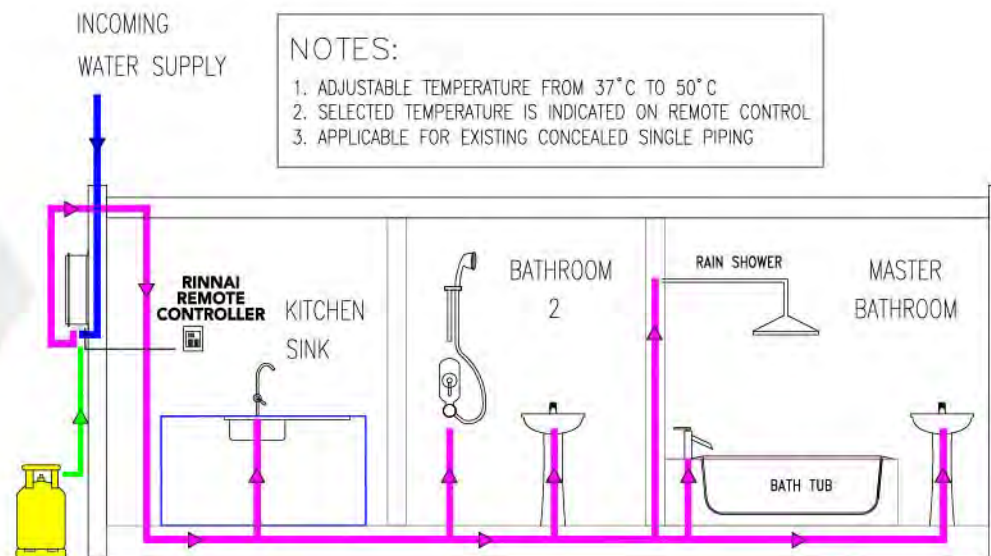 INCOMING
WATER SUPPLY
NOTES:
1. ADJUSTABLE TEMPERATURE FROM 37°C TO 50°C
2. SELECTED TEMPERATURE IS INDICATED ON REMOTE CONTROL
3. APPLICABLE FOR EXISTING CONCEALED SINGLE PIPING
RINNAI
REMOTE
CONTROLLER
KITCHEN
SINK
BATHROOM
2
RAIN SHOWER
MASTER
BATHROOM
BATH TUB